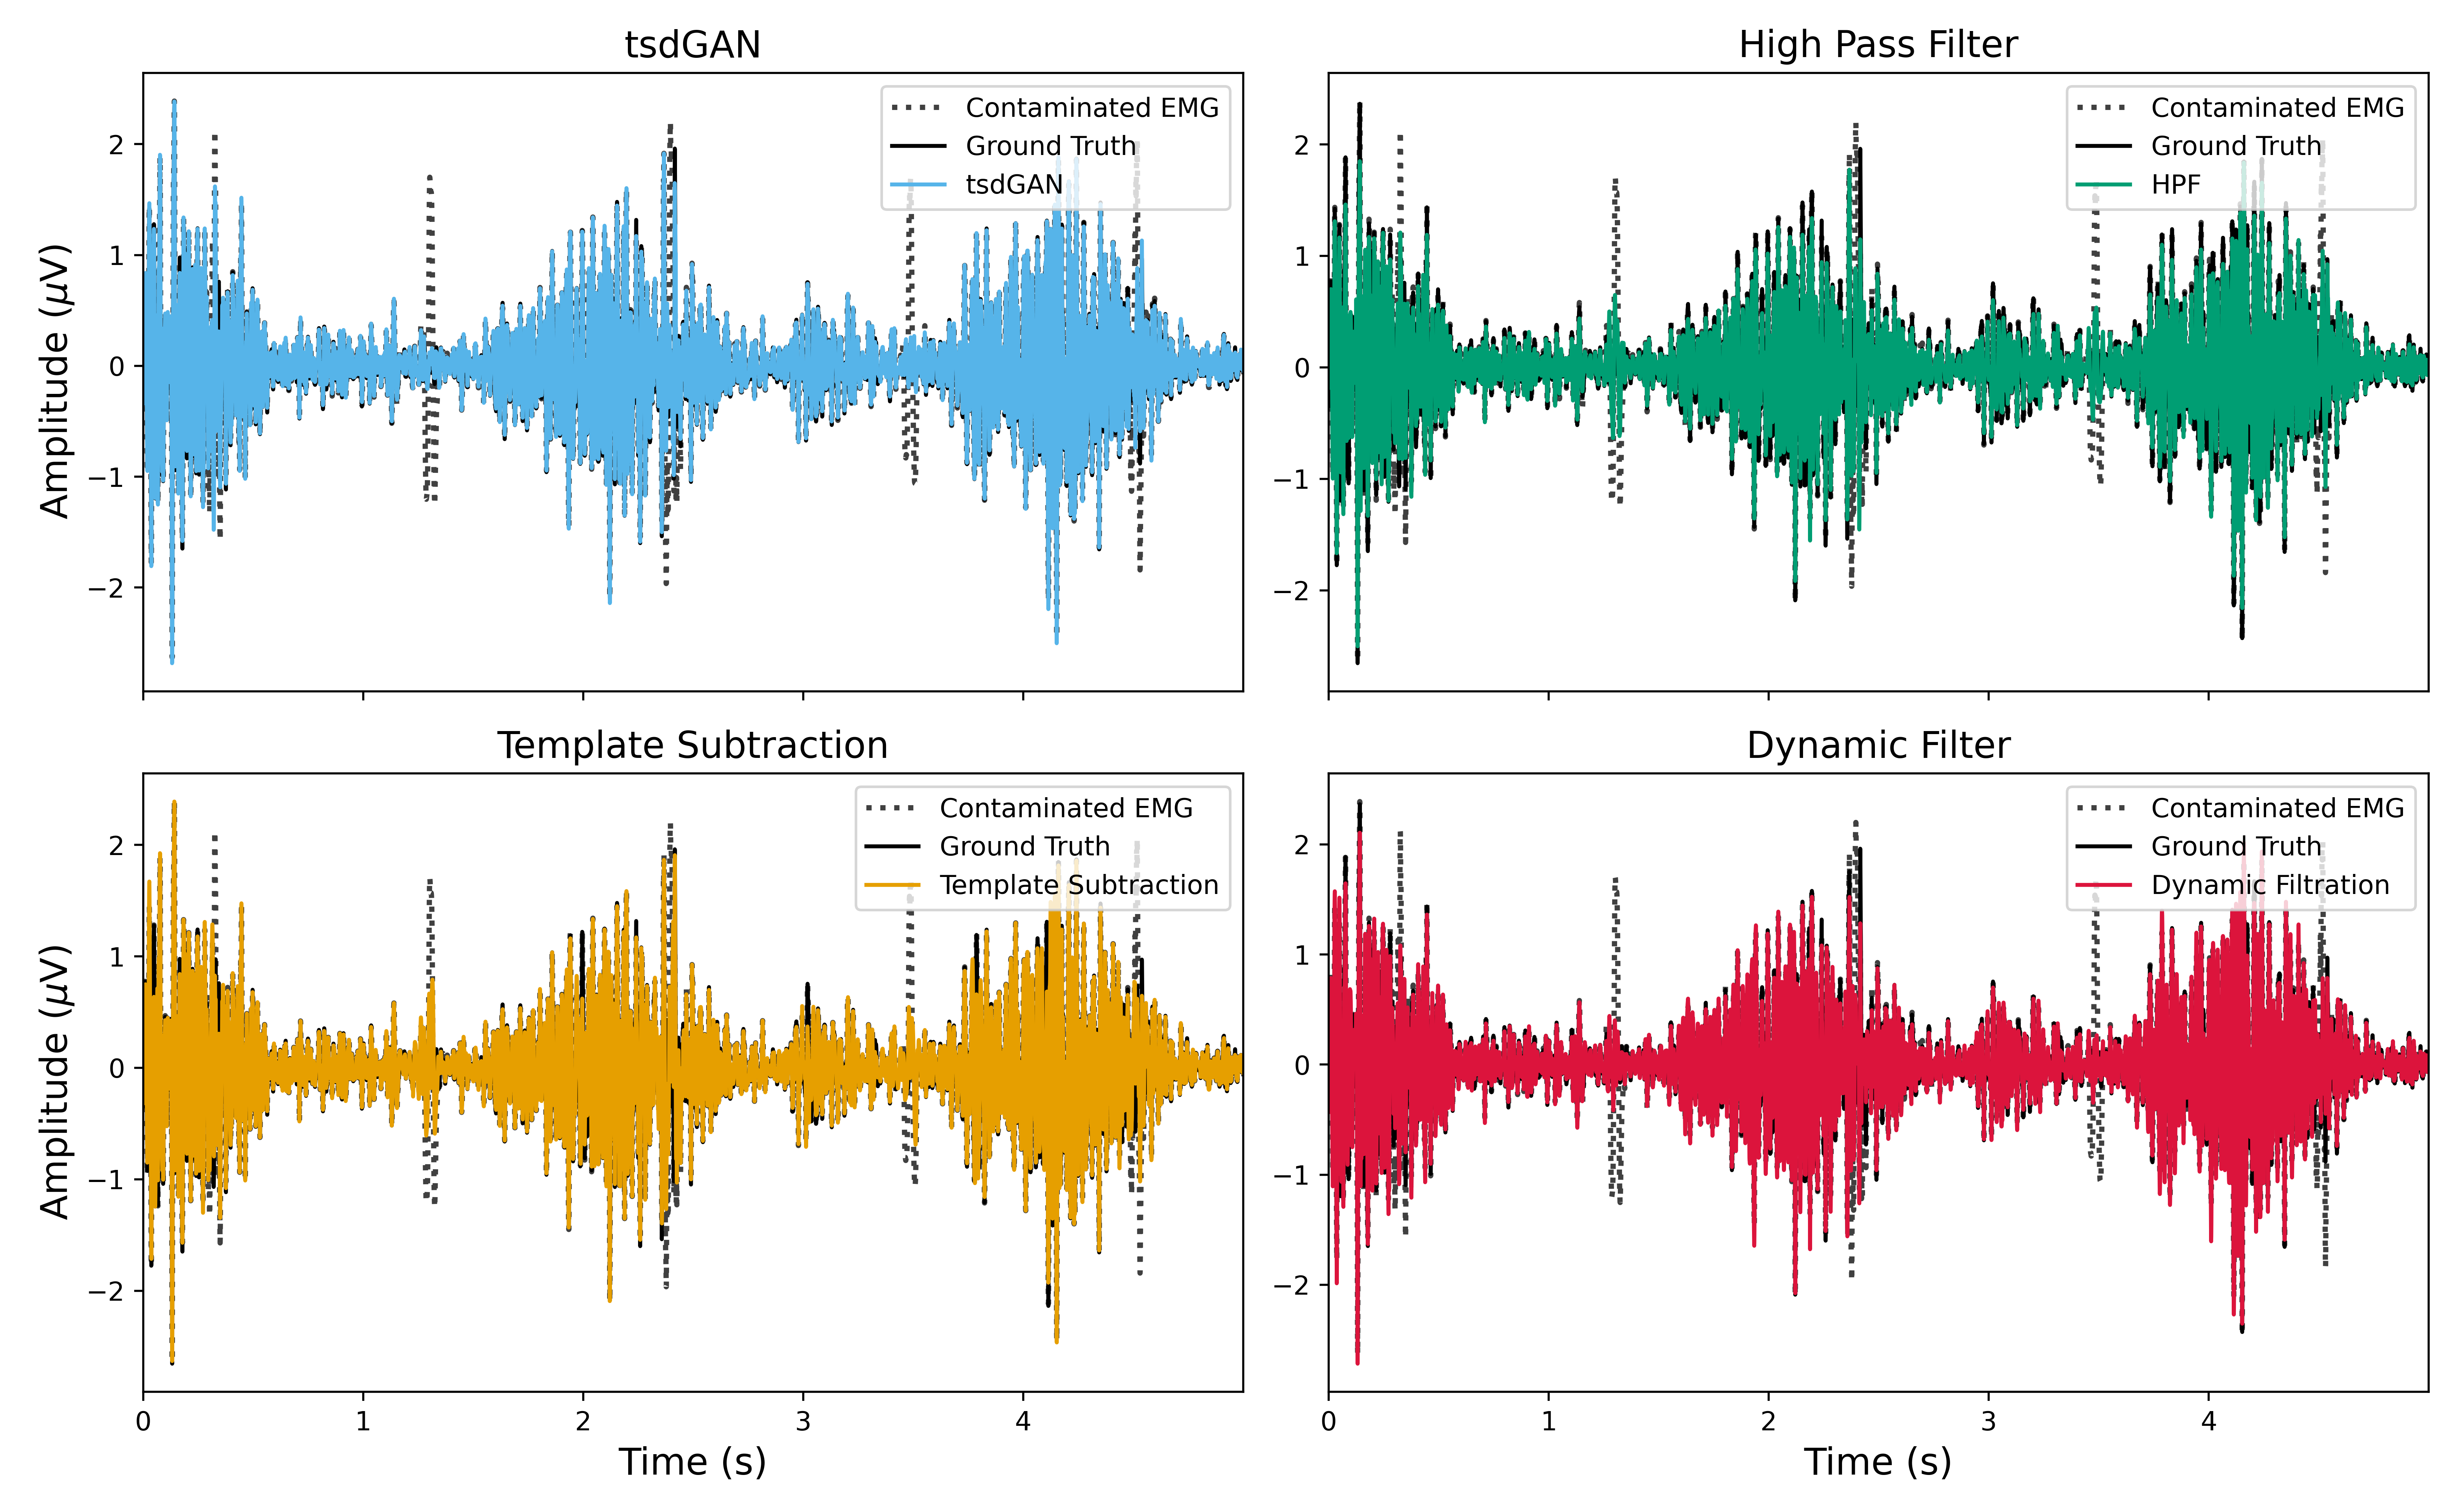 tsdGAN
High Pass Filter
Contaminated EMG
Ground Truth
tsdGAN
Contaminated EMG
Ground Truth
HPF
Amplitude (μV)
2
1
0
−1
−2
2
1
0
−1
−2
Template Subtraction
Dynamic Filter
Contaminated EMG
Ground Truth
Template Subtraction
Contaminated EMG
Ground Truth
Dynamic Filtration
Amplitude (μV)
2
1
0
−1
−2
2
1
0
−1
−2
0 1 2 3 4
0 1 2 3 4
Time (s)
Time (s)